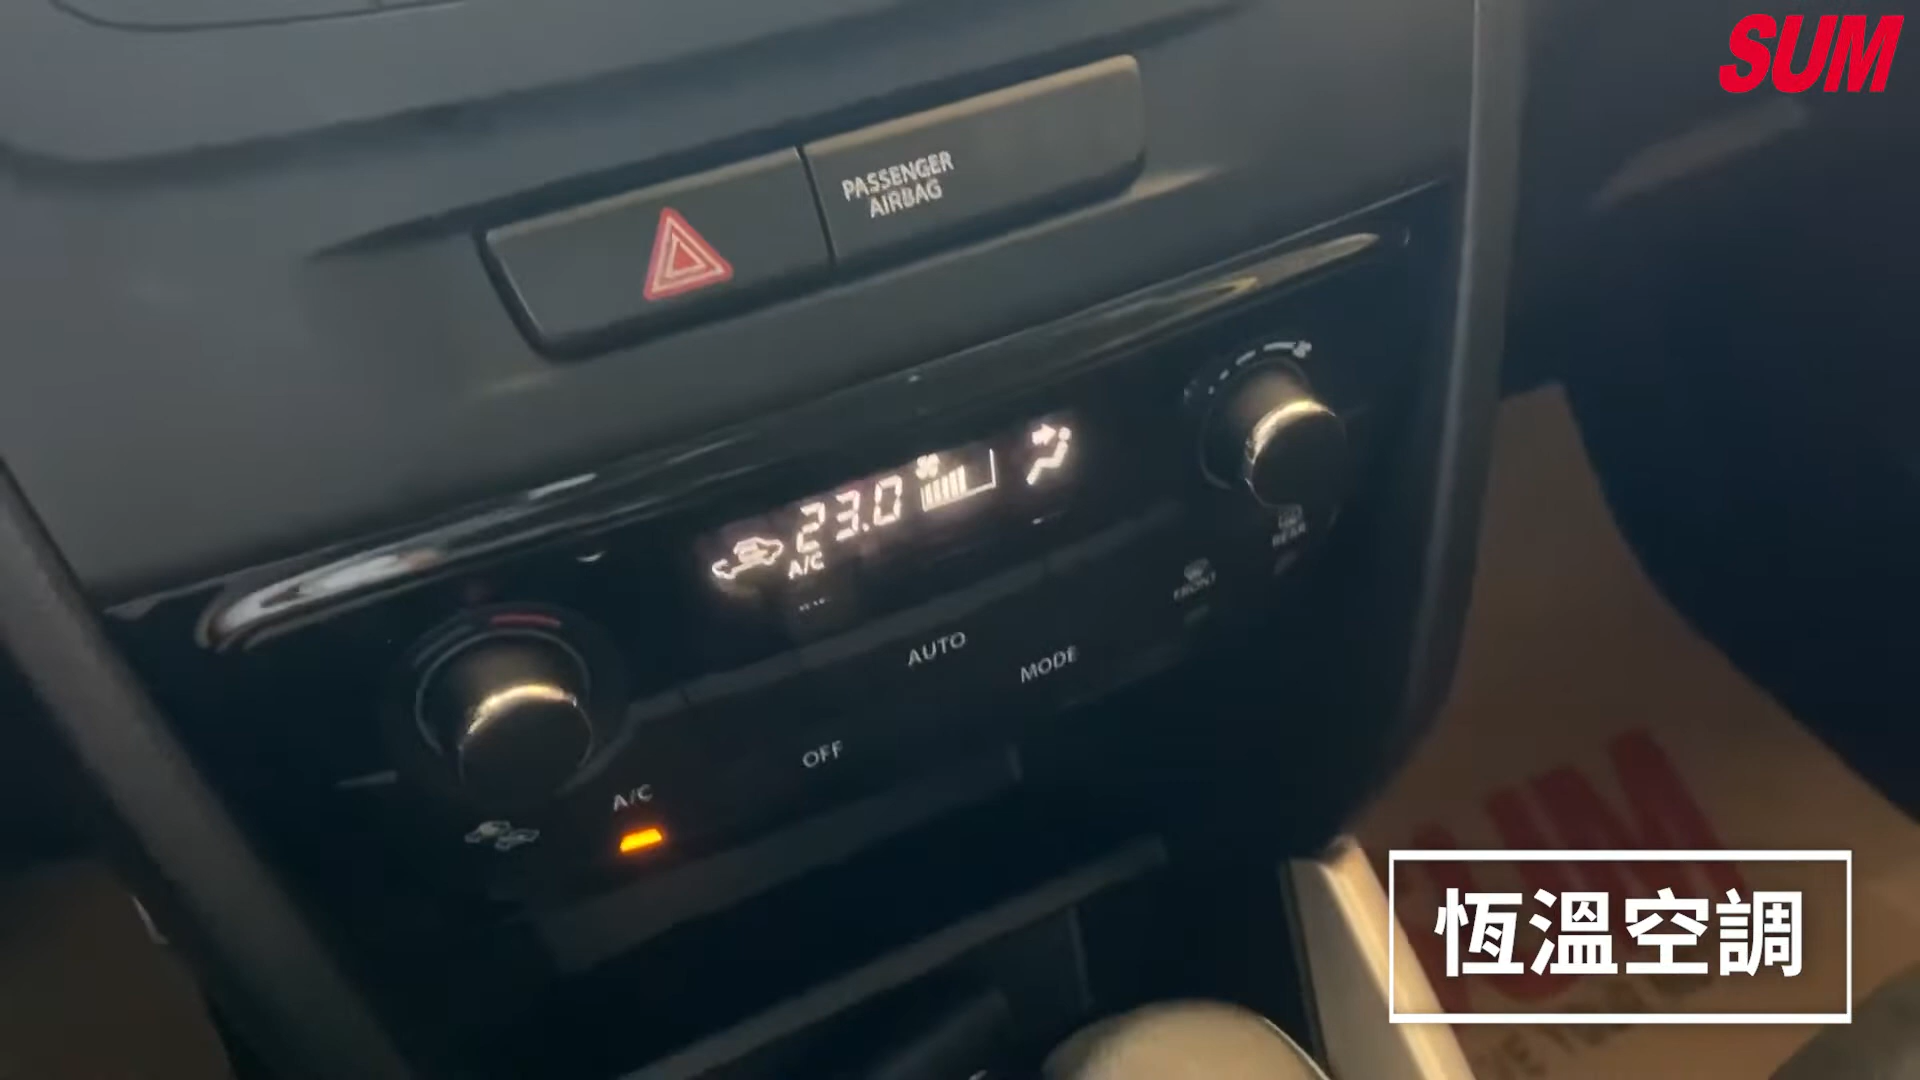 SUM
PASSENGER
AIRBAG
23.0
A/C
AUTO
MODE
FRONT
REAR
OFF
A/C
恆溫空調